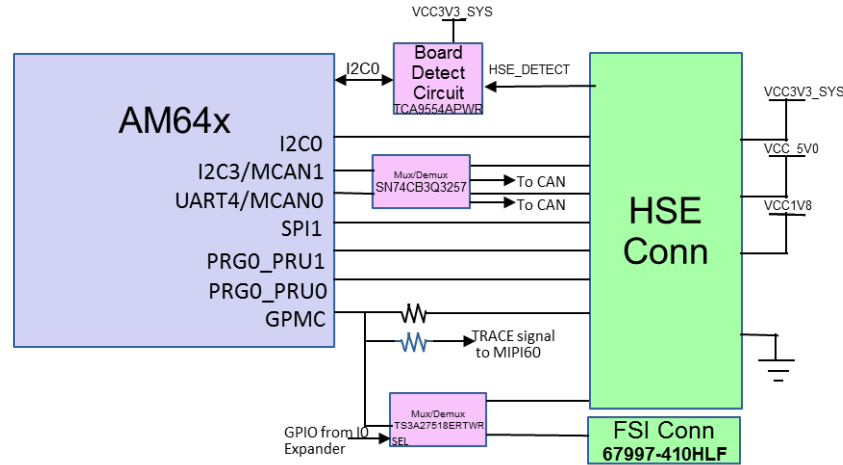 VCC3V3_SYS
Board
Detect
Circuit
TCA9554APWR
I2C0
HSE_DETECT
VCC3V3_SYS
VCC_5V0
VCC1V8
AM64x
I2C0
I2C3/MCAN1
UART4/MCAN0
SPI1
PRG0_PRU1
PRG0_PRU0
GPMC
Mux/Demux
SN74CB3Q3257
To CAN
To CAN
HSE
Conn
TRACE signal
to MIPI60
Mux/Demux
TS3A27518ERTWR
SEL
GPIO from IO
Expander
FSI Conn
67997-410HLF